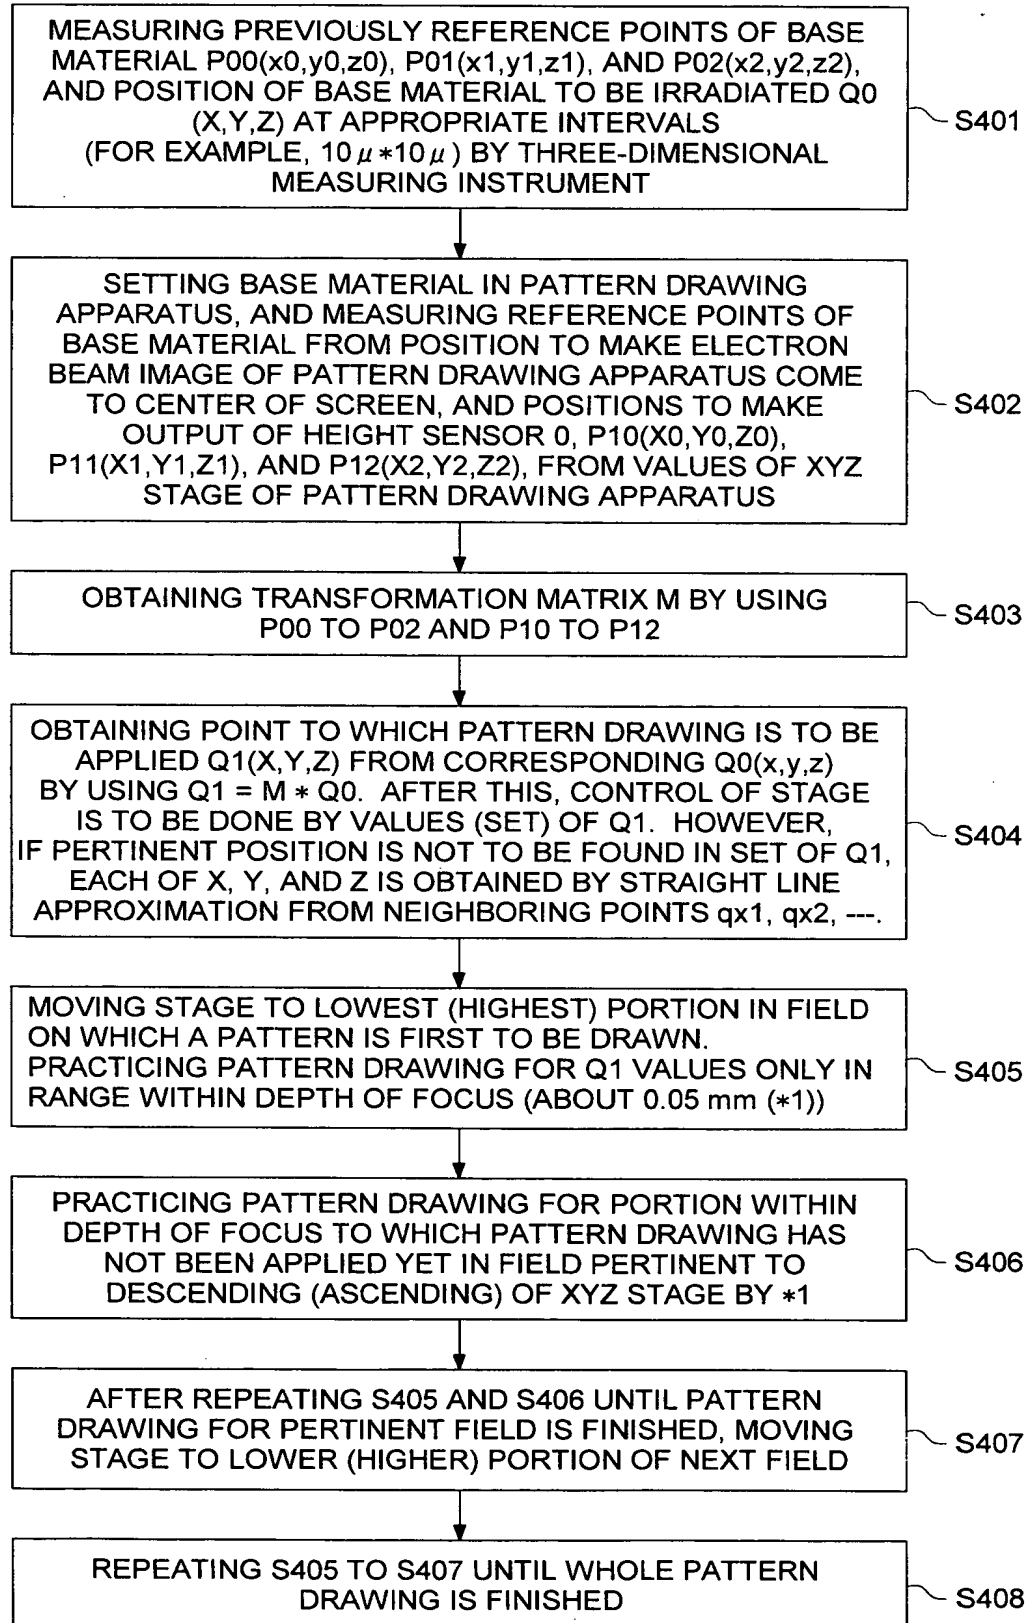 MEASURING PREVIOUSLY REFERENCE POINTS OF BASE
MATERIAL P00(x0,y0,z0), P01(x1,y1,z1), AND P02(x2,y2,z2),
AND POSITION OF BASE MATERIAL TO BE IRRADIATED Q0
(X,Y,Z) AT APPROPRIATE INTERVALS
(FOR EXAMPLE, 10μ*10μ) BY THREE-DIMENSIONAL
MEASURING INSTRUMENT
S401
SETTING BASE MATERIAL IN PATTERN DRAWING
APPARATUS, AND MEASURING REFERENCE POINTS OF
BASE MATERIAL FROM POSITION TO MAKE ELECTRON
BEAM IMAGE OF PATTERN DRAWING APPARATUS COME
TO CENTER OF SCREEN, AND POSITIONS TO MAKE
OUTPUT OF HEIGHT SENSOR 0, P10(X0,Y0,Z0),
P11(X1,Y1,Z1), AND P12(X2,Y2,Z2), FROM VALUES OF XYZ
STAGE OF PATTERN DRAWING APPARATUS
S402
OBTAINING TRANSFORMATION MATRIX M BY USING
P00 TO P02 AND P10 TO P12
S403
OBTAINING POINT TO WHICH PATTERN DRAWING IS TO BE
APPLIED Q1(X,Y,Z) FROM CORRESPONDING Q0(x,y,z)
BY USING Q1 = M * Q0. AFTER THIS, CONTROL OF STAGE
IS TO BE DONE BY VALUES (SET) OF Q1. HOWEVER,
IF PERTINENT POSITION IS NOT TO BE FOUND IN SET OF Q1,
EACH OF X, Y, AND Z IS OBTAINED BY STRAIGHT LINE
APPROXIMATION FROM NEIGHBORING POINTS qx1, qx2, ---.
S404
MOVING STAGE TO LOWEST (HIGHEST) PORTION IN FIELD
ON WHICH A PATTERN IS FIRST TO BE DRAWN.
PRACTICING PATTERN DRAWING FOR Q1 VALUES ONLY IN
RANGE WITHIN DEPTH OF FOCUS (ABOUT 0.05 mm (*1))
S405
PRACTICING PATTERN DRAWING FOR PORTION WITHIN
DEPTH OF FOCUS TO WHICH PATTERN DRAWING HAS
NOT BEEN APPLIED YET IN FIELD PERTINENT TO
DESCENDING (ASCENDING) OF XYZ STAGE BY *1
S406
AFTER REPEATING S405 AND S406 UNTIL PATTERN
DRAWING FOR PERTINENT FIELD IS FINISHED, MOVING
STAGE TO LOWER (HIGHER) PORTION OF NEXT FIELD
S407
REPEATING S405 TO S407 UNTIL WHOLE PATTERN
DRAWING IS FINISHED
S408